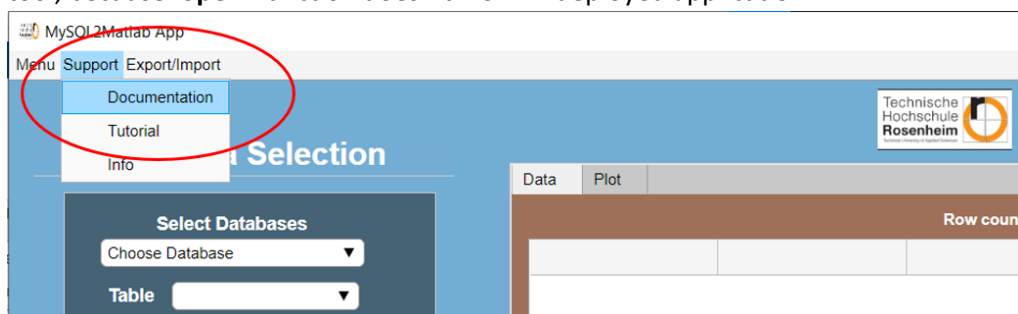 MySQL2Matlab App
Menu Support Export/Import
Documentation
Tutorial
Info
Selection
Technische
Hochschule
Rosenheim
Data Plot
Select Databases
Row coun
Choose Database
Table